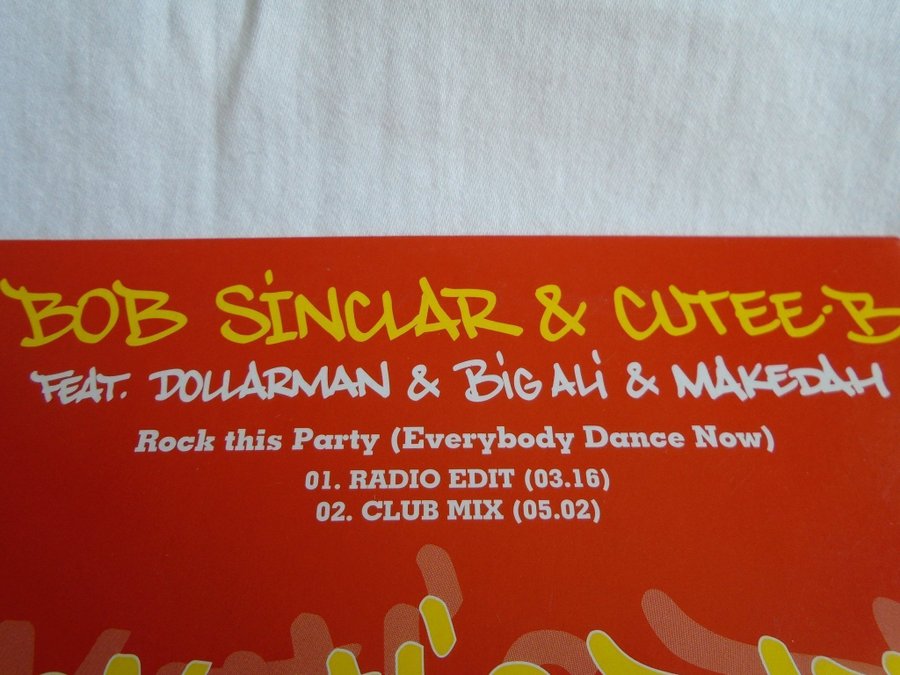 BOB SiNCLAR & CUTEE·B
FEAT. DOLLARMAN & BiG ALi & MAKEDAH
Rock this Party (Everybody Dance Now)
01. RADIO EDIT (03.16)
02. CLUB MIX (05.02)